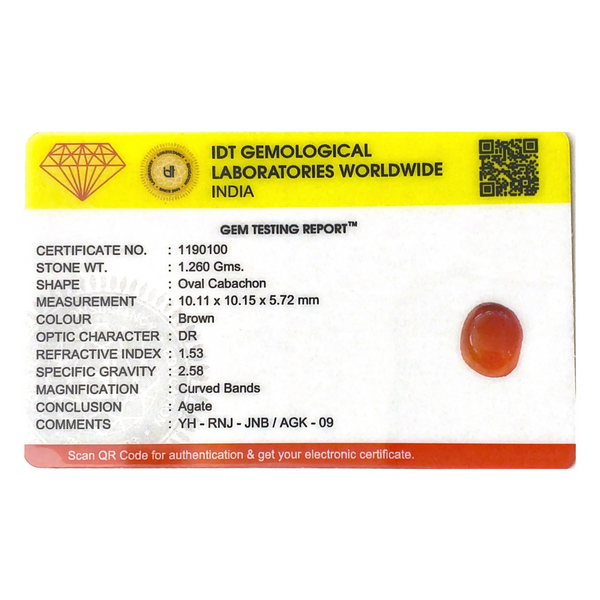 IDT GEMOLOGICAL
LABORATORIES WORLDWIDE
INDIA
GEM TESTING REPORT™
CERTIFICATE NO. : 1190100
STONE WT. : 1.260 Gms.
SHAPE : Oval Cabachon
MEASUREMENT : 10.11 x 10.15 x 5.72 mm
COLOUR : Brown
OPTIC CHARACTER : DR
REFRACTIVE INDEX : 1.53
SPECIFIC GRAVITY : 2.58
MAGNIFICATION : Curved Bands
CONCLUSION : Agate
COMMENTS : YH - RNJ - JNB / AGK - 09
Scan QR Code for authentication & get your electronic certificate.